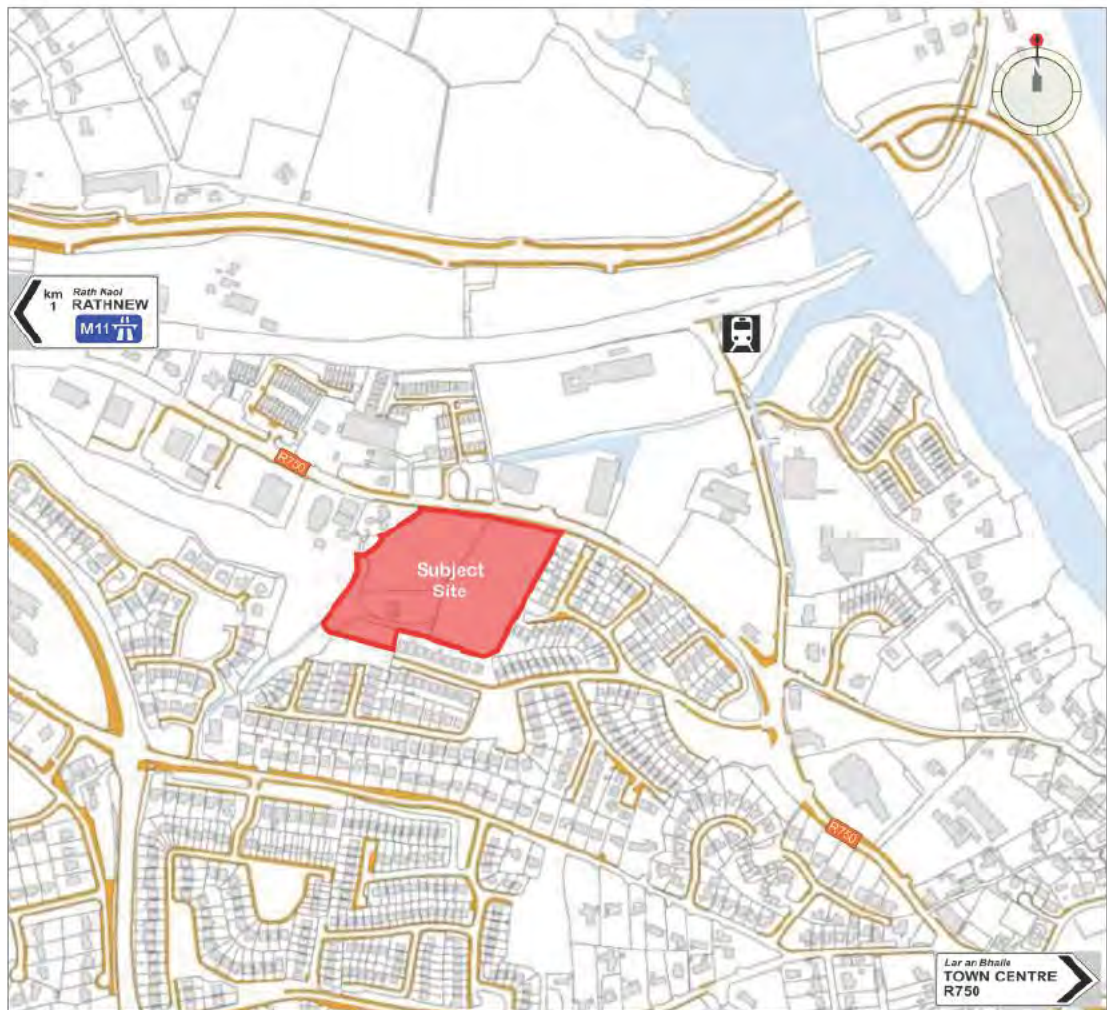 km
1
Rath Naoi
RATHNEW
M11
R750
Subject
Site
R750
Lar an Bhaile
TOWN CENTRE
R750